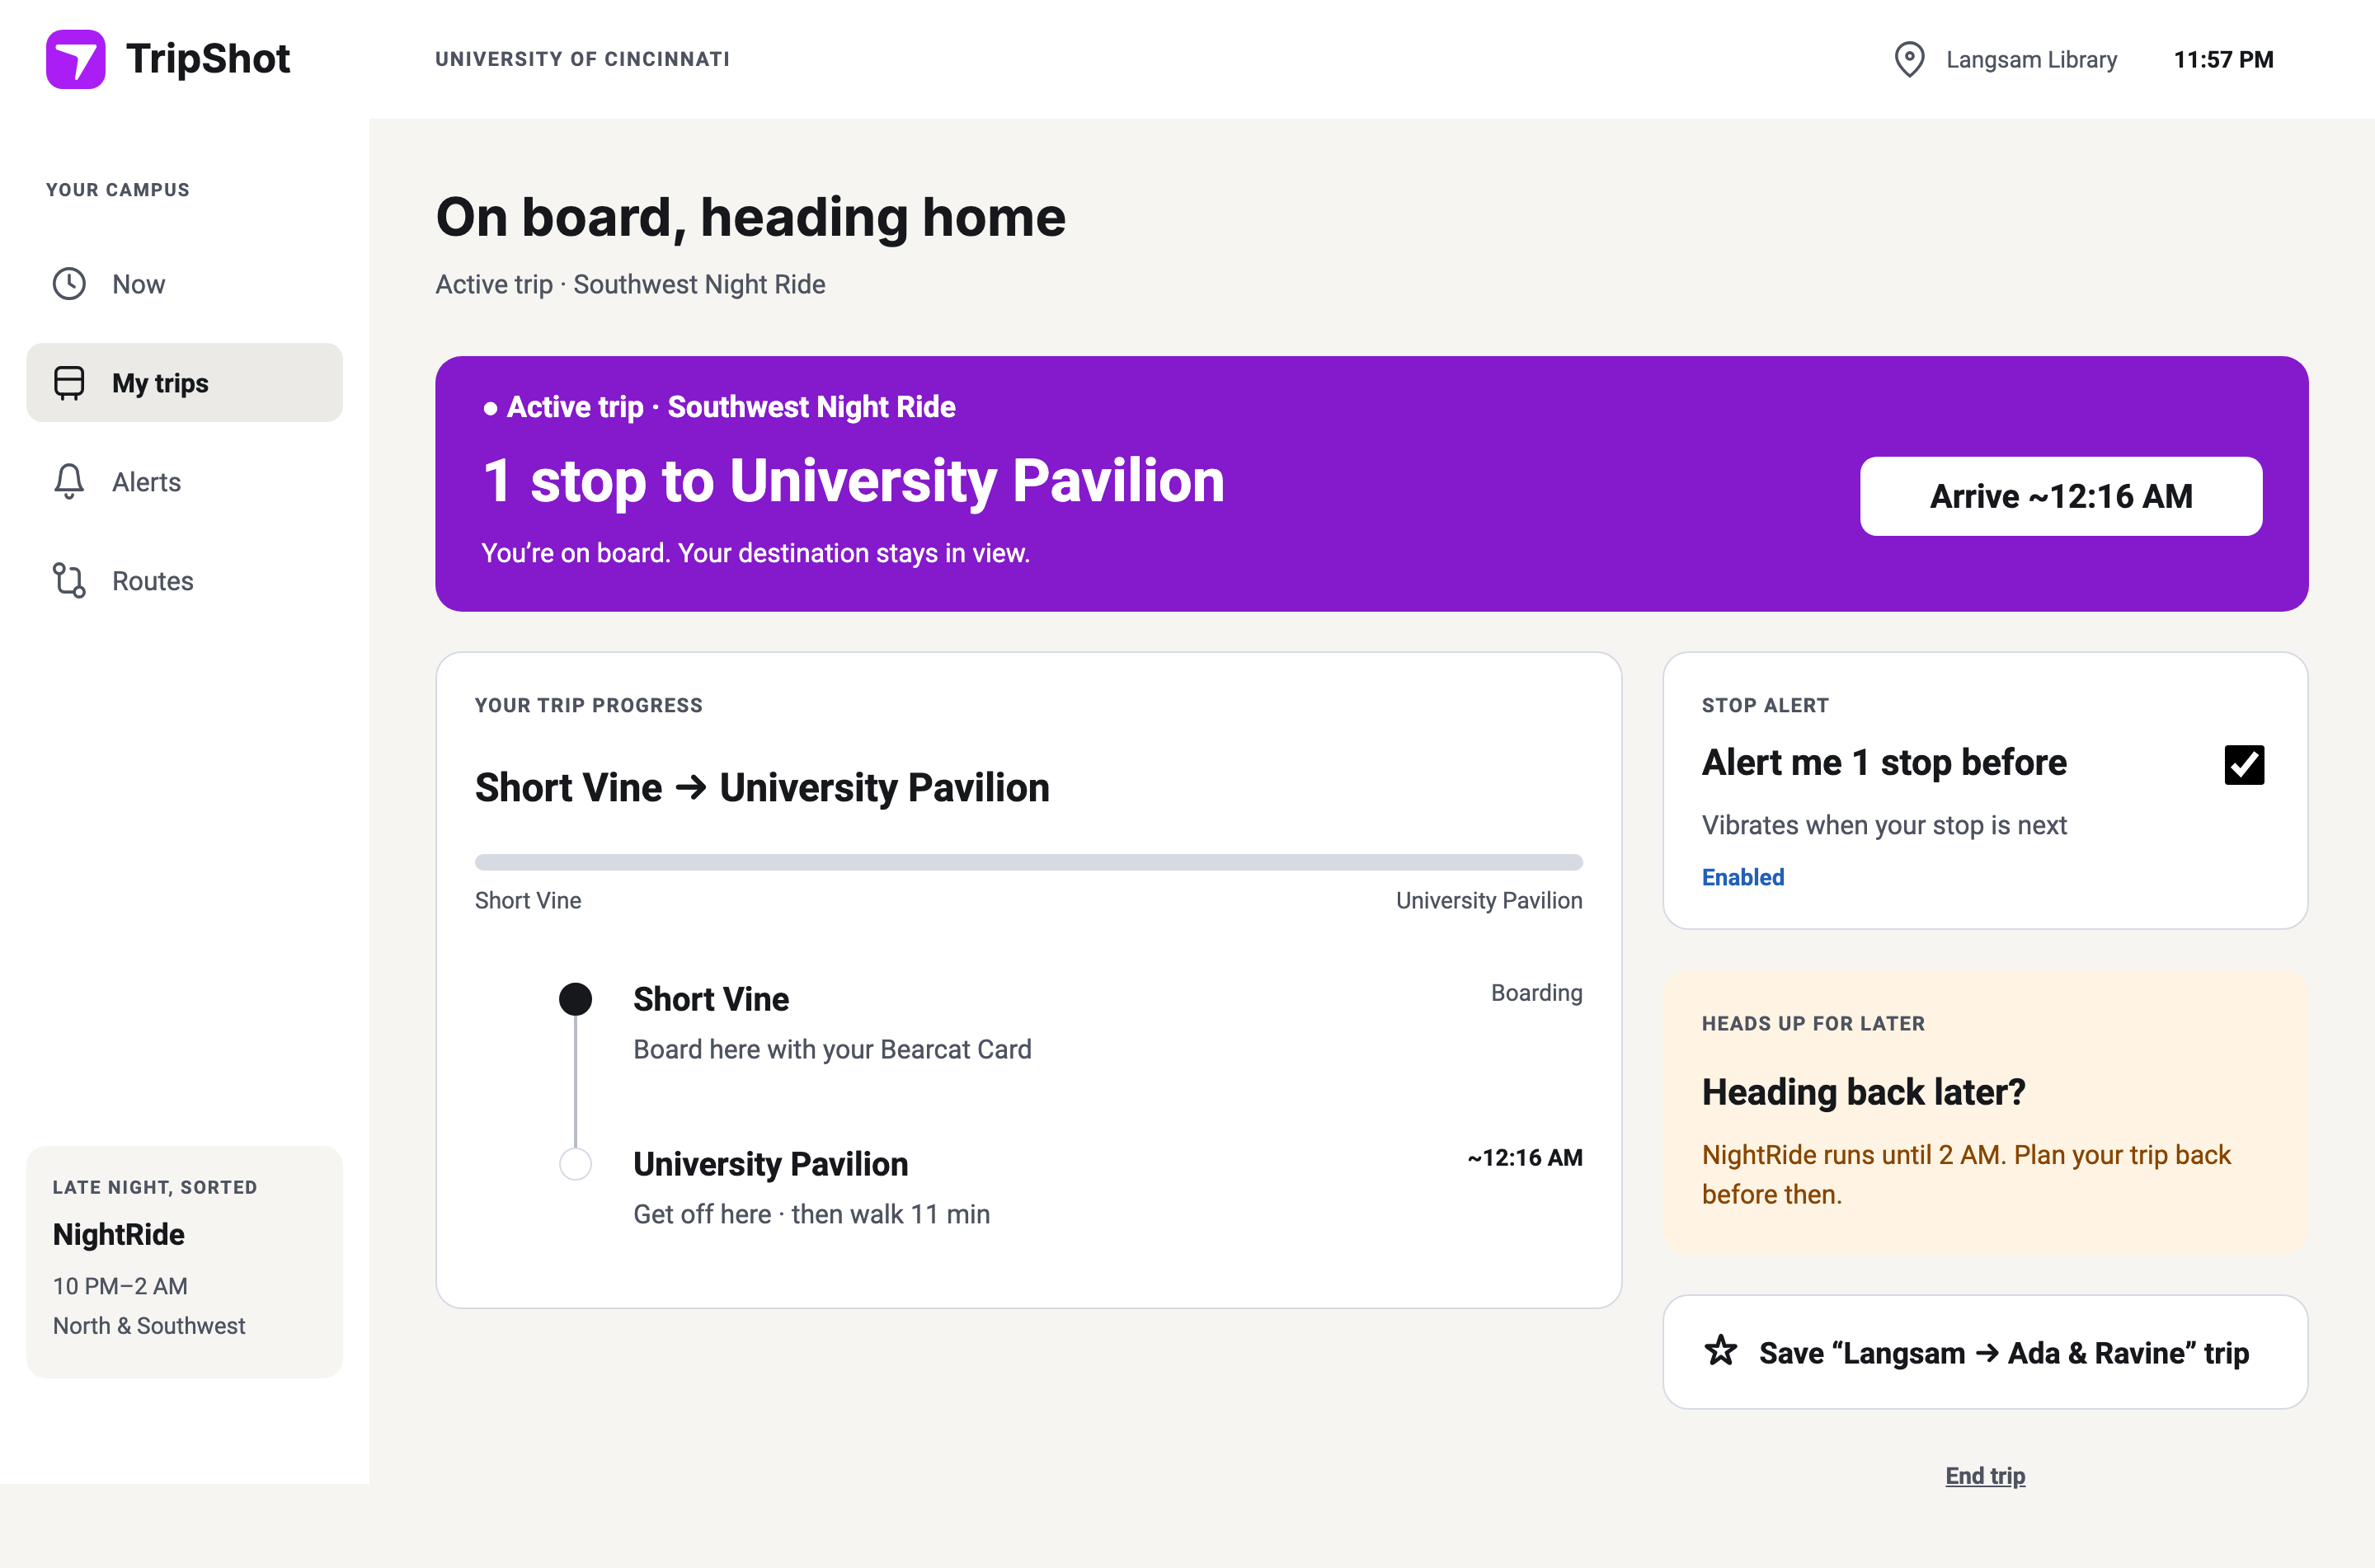 TripShot
UNIVERSITY OF CINCINNATI
Langsam Library
11:57 PM
YOUR CAMPUS
Now
My trips
Alerts
Routes
LATE NIGHT, SORTED
NightRide
10 PM–2 AM
North & Southwest
On board, heading home
Active trip · Southwest Night Ride
● Active trip · Southwest Night Ride
1 stop to University Pavilion
You’re on board. Your destination stays in view.
Arrive ~12:16 AM
YOUR TRIP PROGRESS
Short Vine → University Pavilion
Short Vine
University Pavilion
Short Vine
Boarding
Board here with your Bearcat Card
University Pavilion
~12:16 AM
Get off here · then walk 11 min
STOP ALERT
Alert me 1 stop before
Vibrates when your stop is next
Enabled
HEADS UP FOR LATER
Heading back later?
NightRide runs until 2 AM. Plan your trip back
before then.
Save “Langsam → Ada & Ravine” trip
End trip